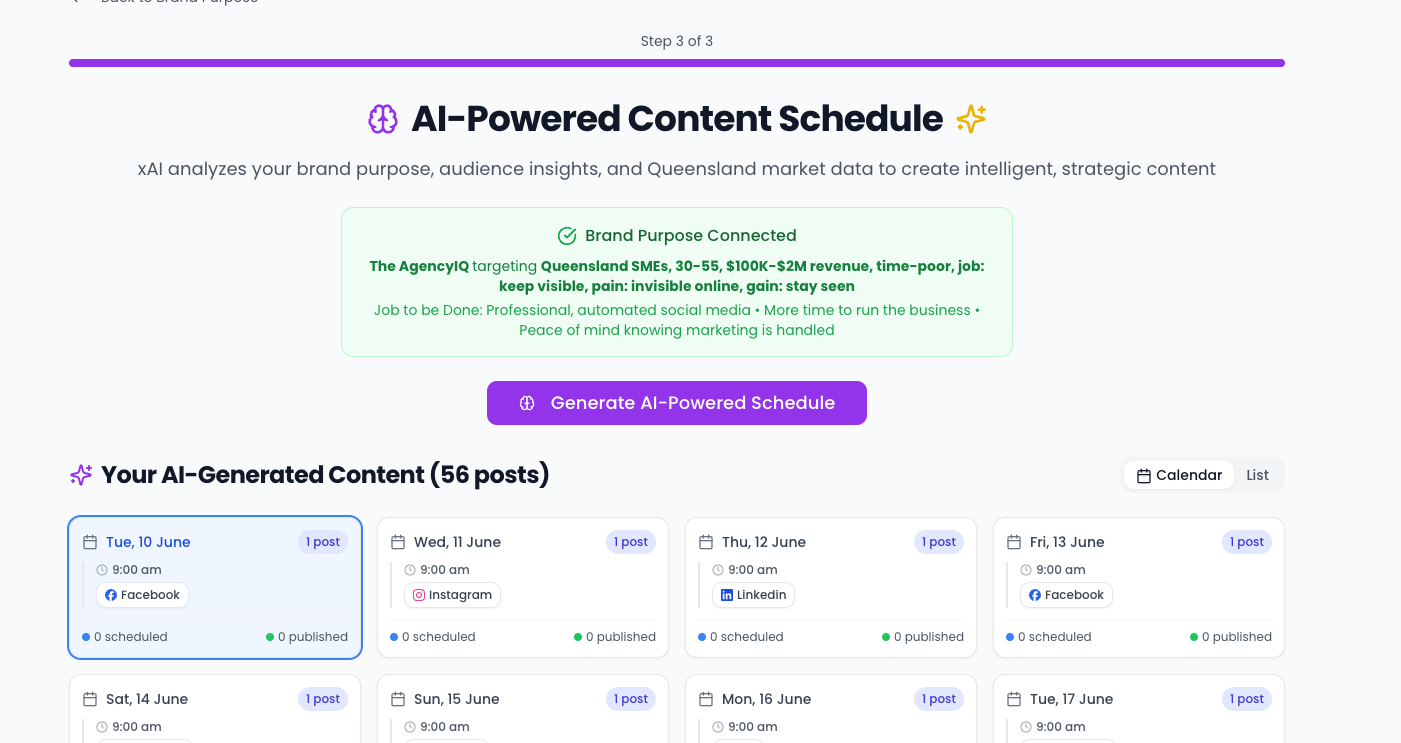 Back to Brand Purpose
Step 3 of 3
AI-Powered Content Schedule
xAI analyzes your brand purpose, audience insights, and Queensland market data to create intelligent, strategic content
Brand Purpose Connected
The AgencyIQ targeting Queensland SMEs, 30-55, $100K-$2M revenue, time-poor, job:
keep visible, pain: invisible online, gain: stay seen
Job to be Done: Professional, automated social media • More time to run the business •
Peace of mind knowing marketing is handled
Generate AI-Powered Schedule
Your AI-Generated Content (56 posts)
Calendar
List
Tue, 10 June
1 post
9:00 am
Facebook
0 scheduled
0 published
Wed, 11 June
1 post
9:00 am
Instagram
0 scheduled
0 published
Thu, 12 June
1 post
9:00 am
Linkedin
0 scheduled
0 published
Fri, 13 June
1 post
9:00 am
Facebook
0 scheduled
0 published
Sat, 14 June
1 post
9:00 am
Sun, 15 June
1 post
9:00 am
Mon, 16 June
1 post
9:00 am
Tue, 17 June
1 post
9:00 am